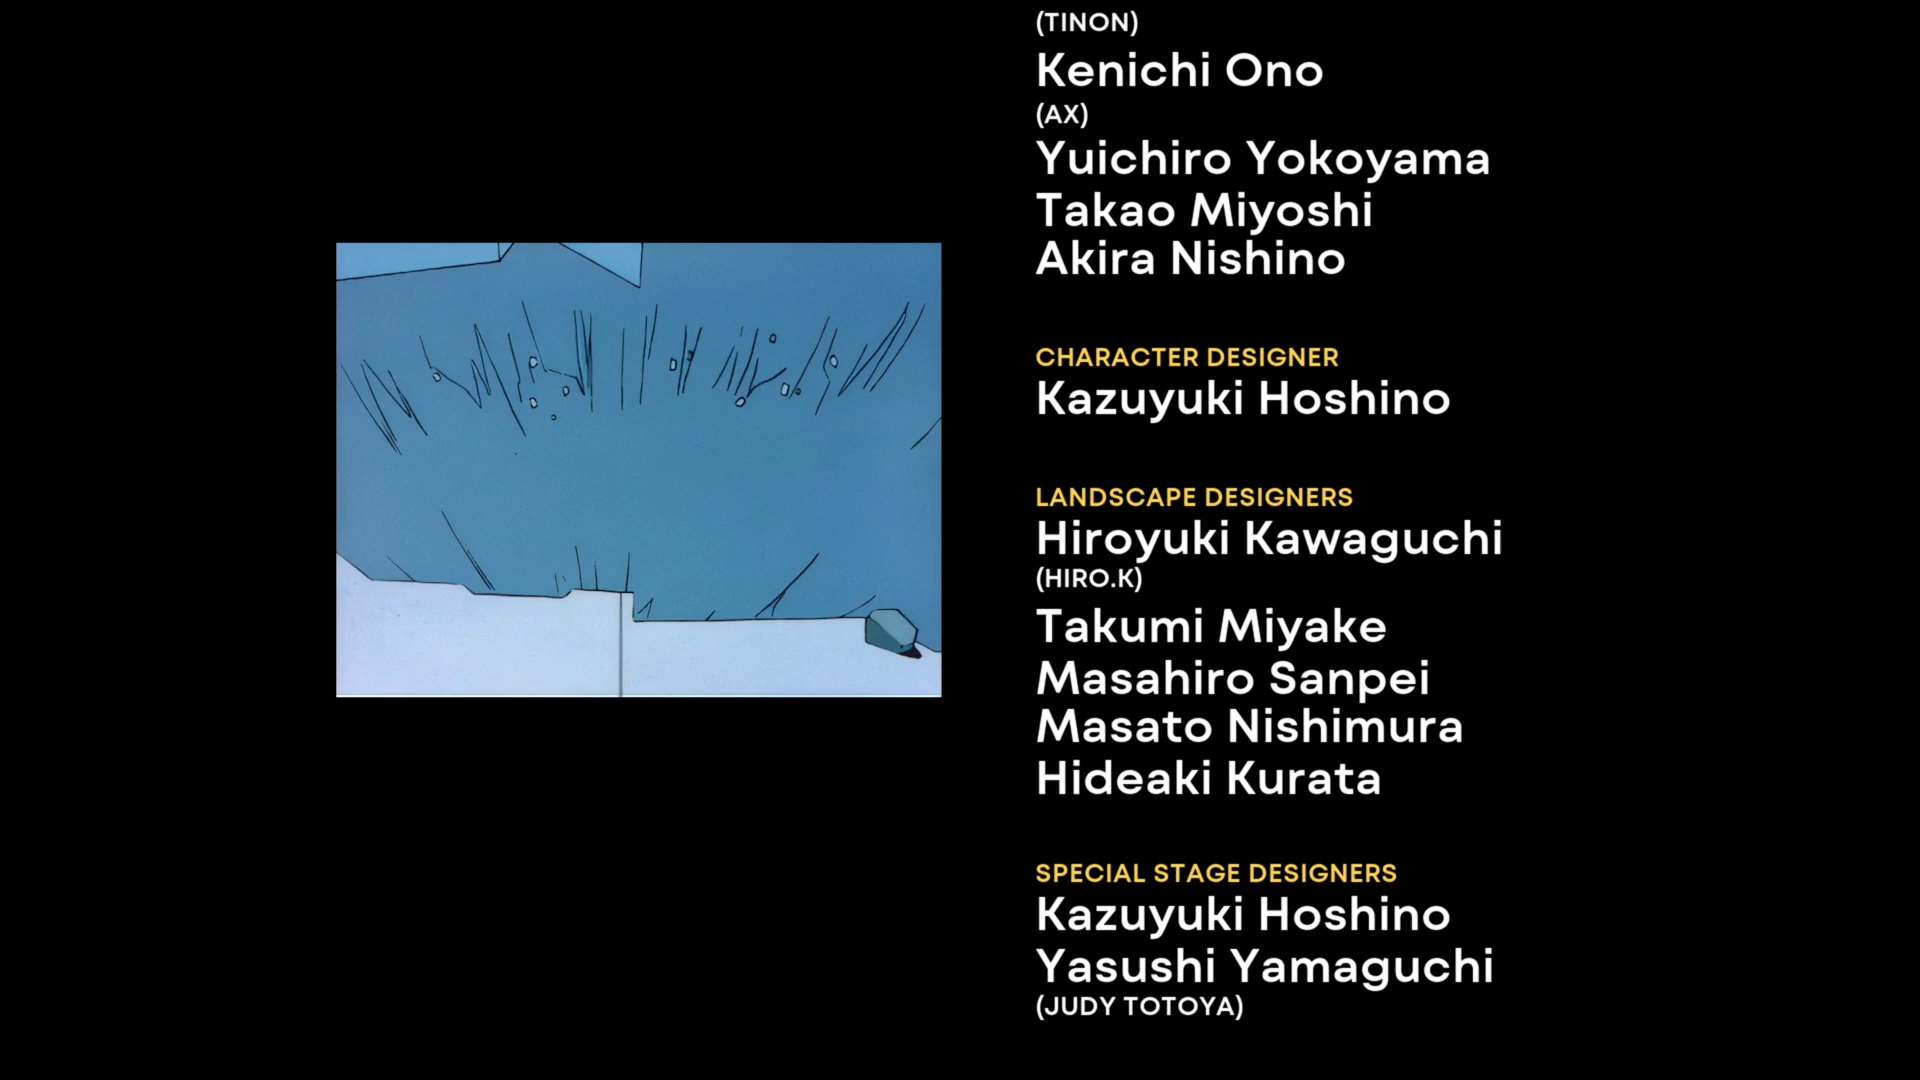 (TINON)
Kenichi Ono
(AX)
Yuichiro Yokoyama
Takao Miyoshi
Akira Nishino
CHARACTER DESIGNER
Kazuyuki Hoshino
LANDSCAPE DESIGNERS
Hiroyuki Kawaguchi
(HIRO.K)
Takumi Miyake
Masahiro Sanpei
Masato Nishimura
Hideaki Kurata
SPECIAL STAGE DESIGNERS
Kazuyuki Hoshino
Yasushi Yamaguchi
(JUDY TOTOYA)